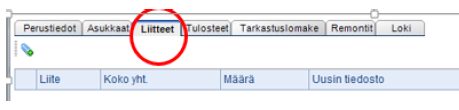 Perustiedot Asukkaat Liitteet Tulosteet Tarkastuslomake Remontit Loki
Liite Koko yht. Määrä Uusin tiedosto